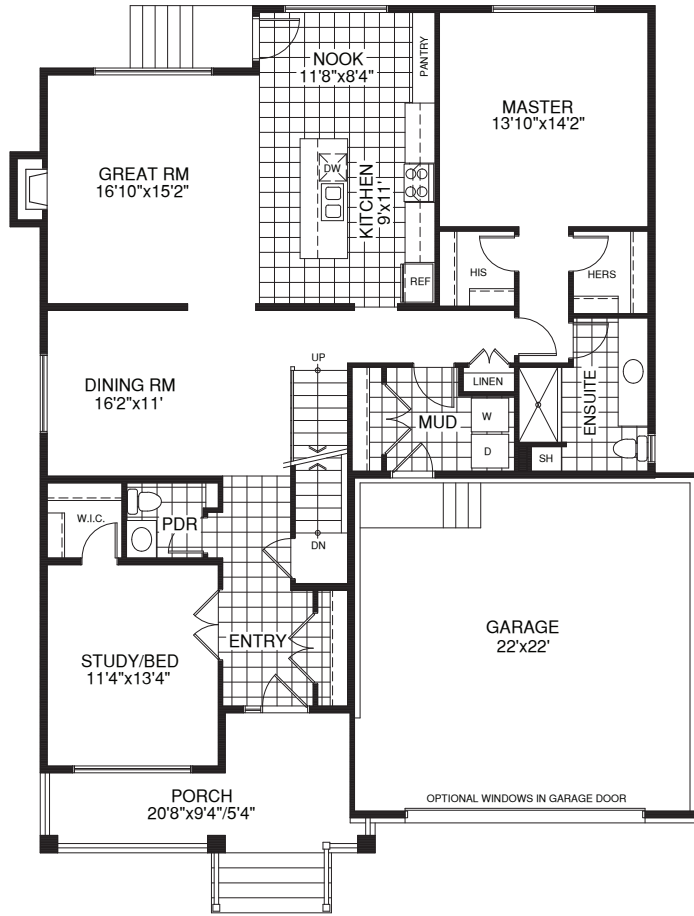 NOOK
11'8"x8'4"
PANTRY
MASTER
13'10"x14'2"
GREAT RM
16'10"x15'2"
DW
KITCHEN
9'x11'
REF
HIS
HERS
UP
LINEN
DINING RM
16'2"x11'
MUD
W
D
ENSUITE
SH
W.I.C.
PDR
DN
ENTRY
STUDY/BED
11'4"x13'4"
GARAGE
22'x22'
PORCH
20'8"x9'4"/5'4"
OPTIONAL WINDOWS IN GARAGE DOOR